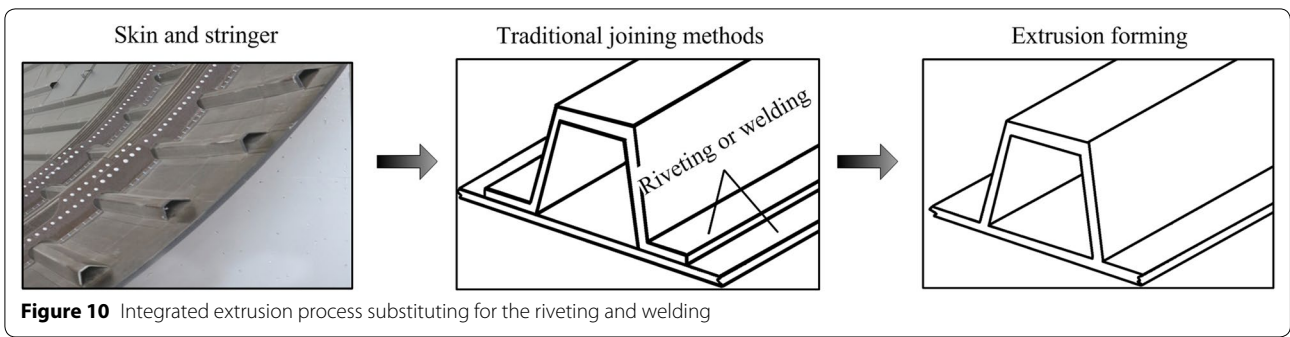 Skin and stringer
Traditional joining methods
Extrusion forming
Riveting or welding
Figure 10 Integrated extrusion process substituting for the riveting and welding